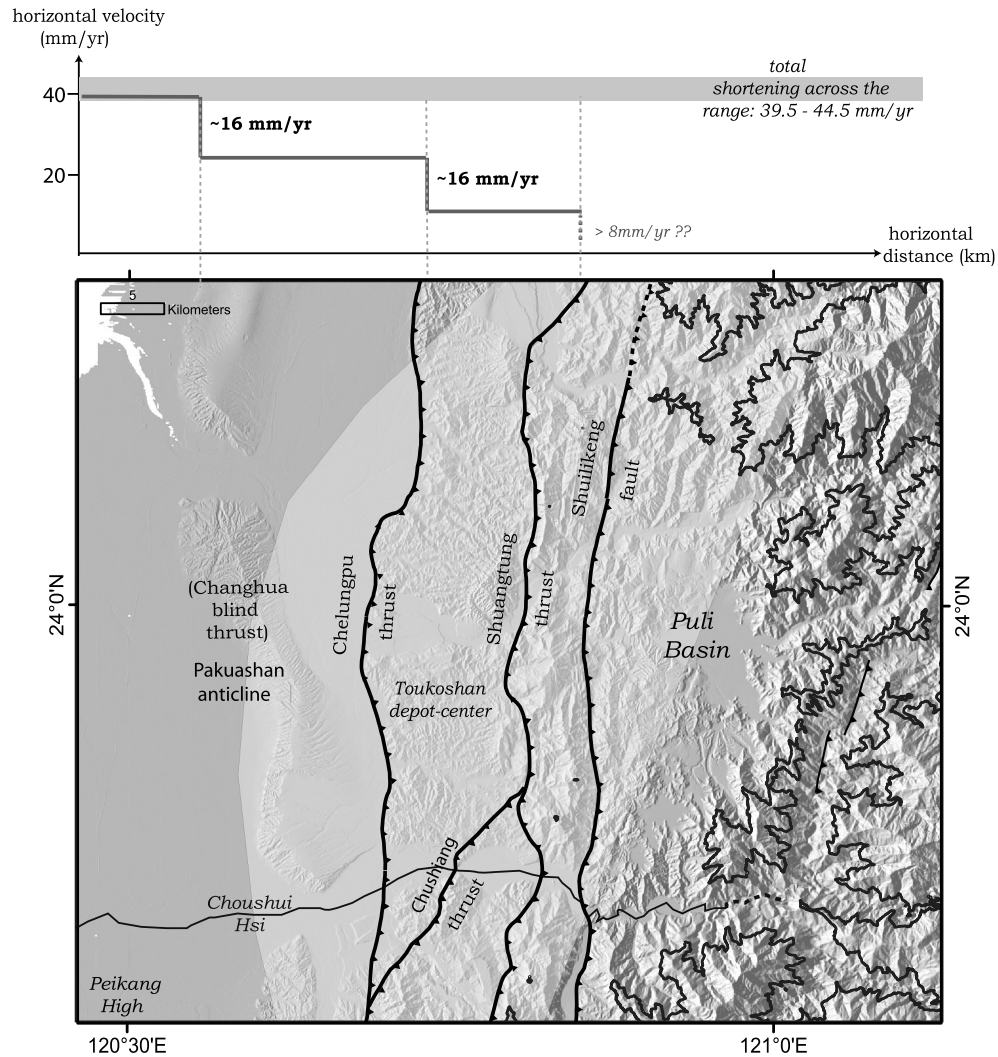 horizontal velocity
(mm/yr)
total
shortening across the
range: 39.5 - 44.5 mm/yr
40
~16 mm/yr
20
~16 mm/yr
> 8mm/yr ??
horizontal
distance (km)
5
Kilometers
Shuilikeng
fault
Shuangtung
thrust
Chelungpu
thrust
(Changhua
blind
thrust)
Pakuashan
anticline
Puli
Basin
Toukoshan
depot-center
24°0'N
24°0'N
Chushiang
thrust
Choushui
Hsi
Peikang
High
120°30'E
121°0'E